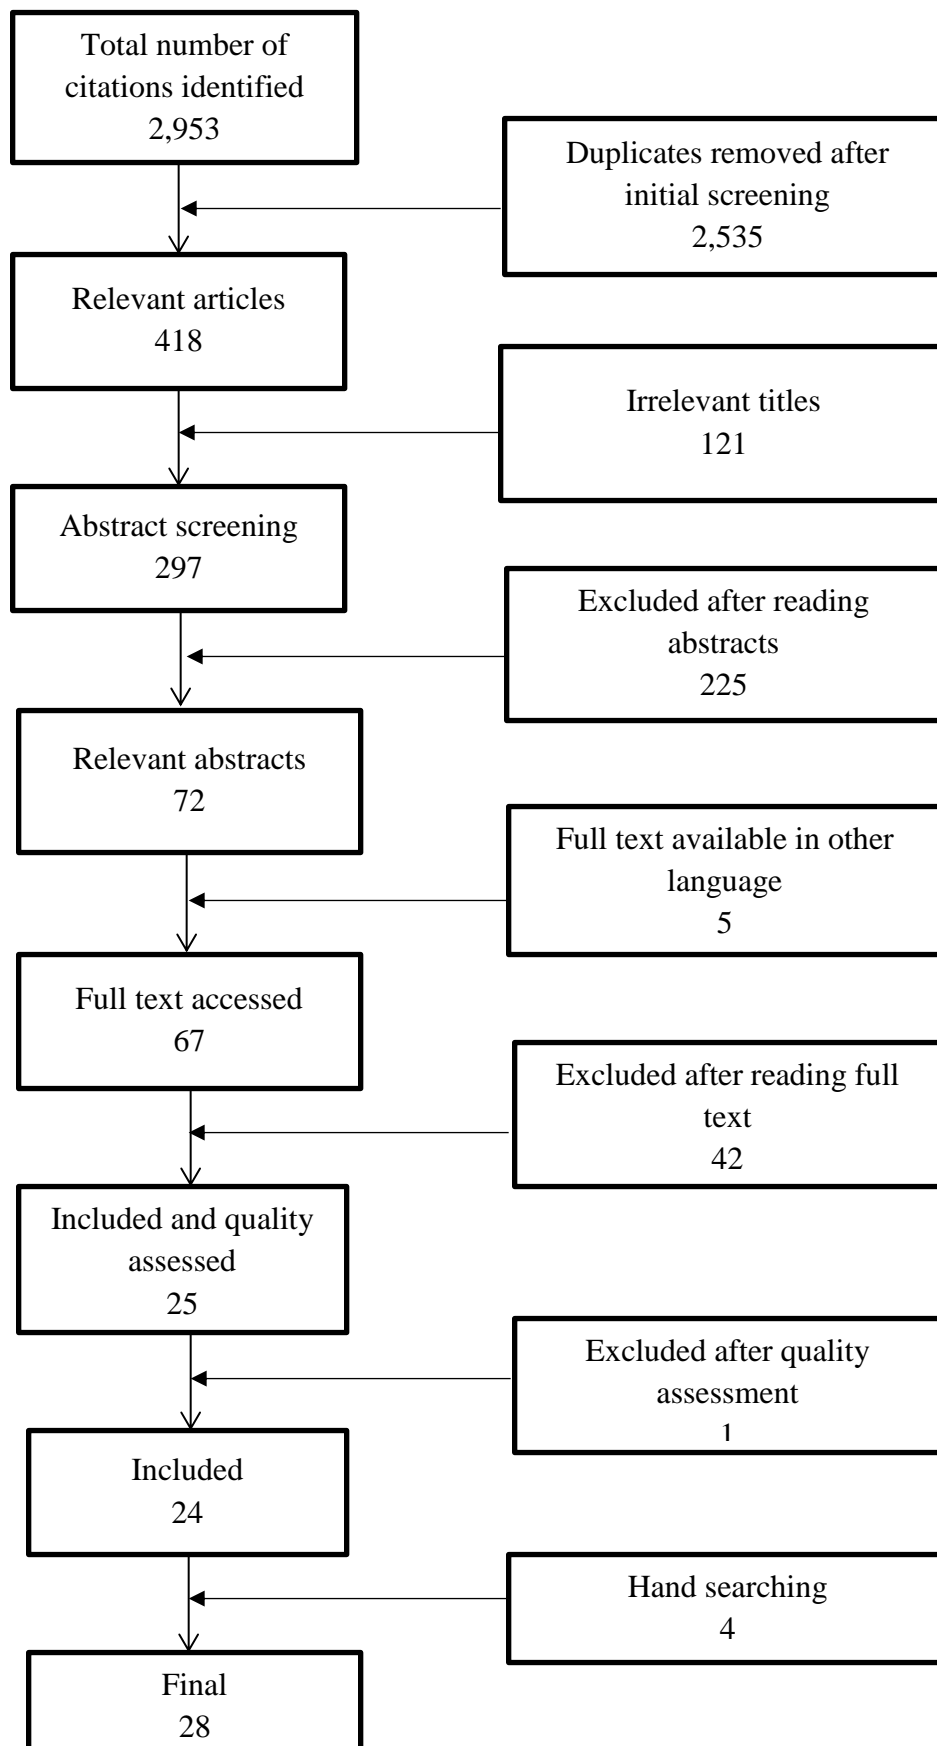 Total number of
citations identified
2,953
Duplicates removed after
initial screening
2,535
Relevant articles
418
Irrelevant titles
121
Abstract screening
297
Excluded after reading
abstracts
225
Relevant abstracts
72
Full text available in other
language
5
Full text accessed
67
Excluded after reading full
text
42
Included and quality
assessed
25
Excluded after quality
assessment
1
Included
24
Hand searching
4
Final
28